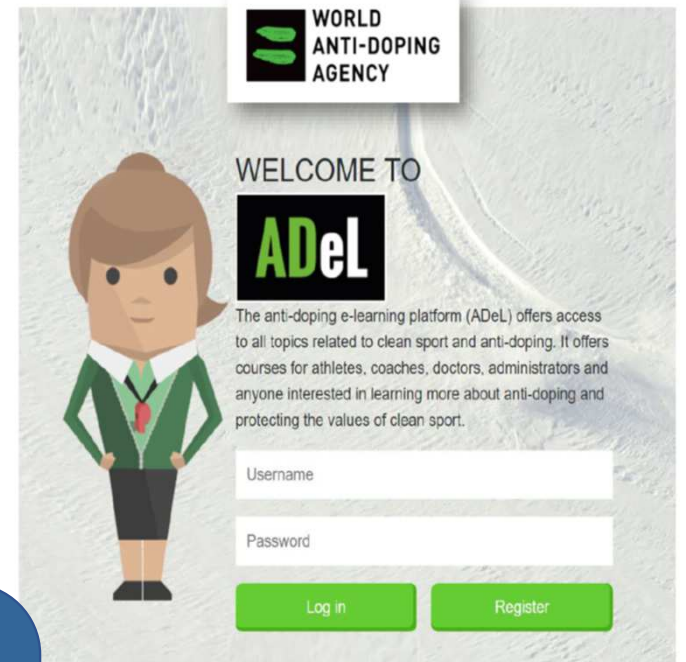 WORLD
ANTI-DOPING
AGENCY
WELCOME TO
ADeL
The anti-doping e-learning platform (ADeL) offers access
to all topics related to clean sport and anti-doping. It offers
courses for athletes, coaches, doctors, administrators and
anyone interested in learning more about anti-doping and
protecting the values of clean sport.
Username
Password
Log in
Register